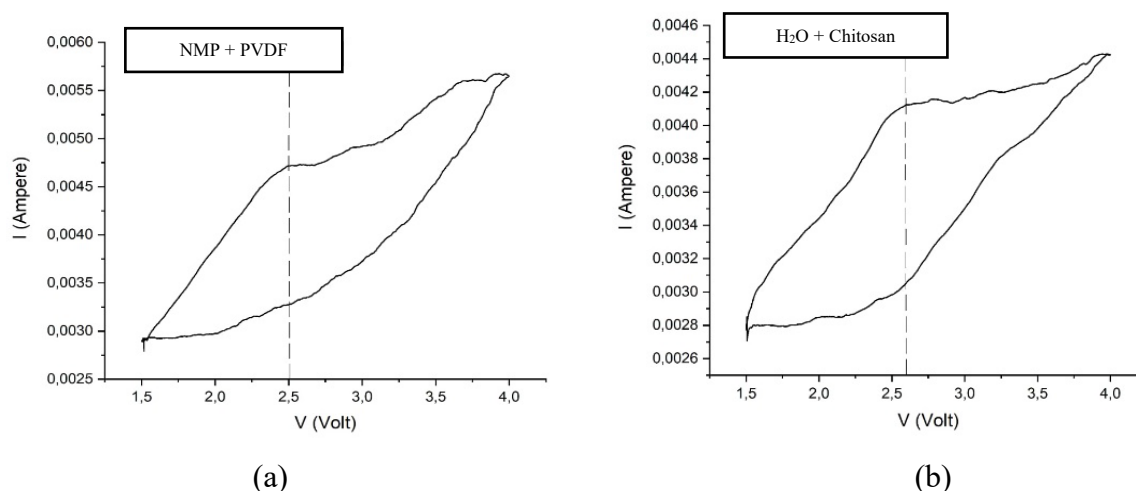 NMP + PVDF
0,0060
0,0055
0,0050
0,0045
0,0040
0,0035
0,0030
0,0025
I (Ampere)
1,5 2,0 2,5 3,0 3,5 4,0
V (Volt)
(a)
H₂O + Chitosan
0,0046
0,0044
0,0042
0,0040
0,0038
0,0036
0,0034
0,0032
0,0030
0,0028
0,0026
I (Ampere)
1,5 2,0 2,5 3,0 3,5 4,0
V (Volt)
(b)